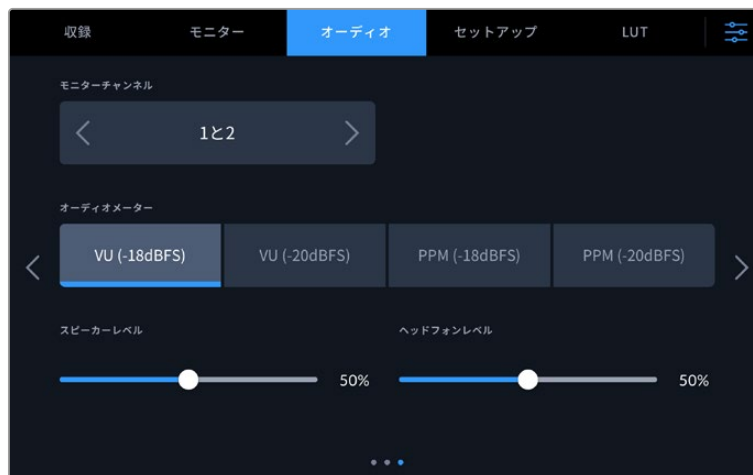 収録 モニター オーディオ セットアップ LUT
モニターチャンネル
1と2
オーディオメーター
VU (-18dBFS) VU (-20dBFS) PPM (-18dBFS) PPM (-20dBFS)
スピーカーレベル ヘッドフォンレベル
50% 50%